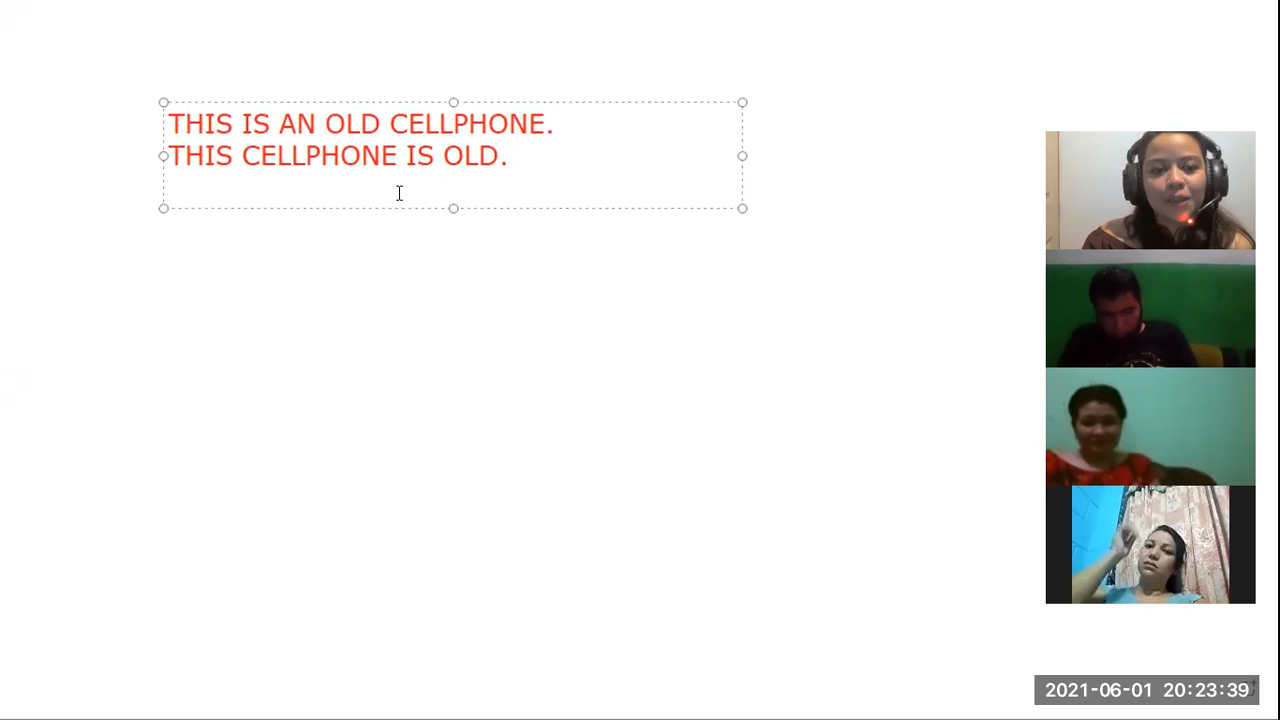 THIS IS AN OLD CELLPHONE.
THIS CELLPHONE IS OLD.
2021-06-01 20:23:39